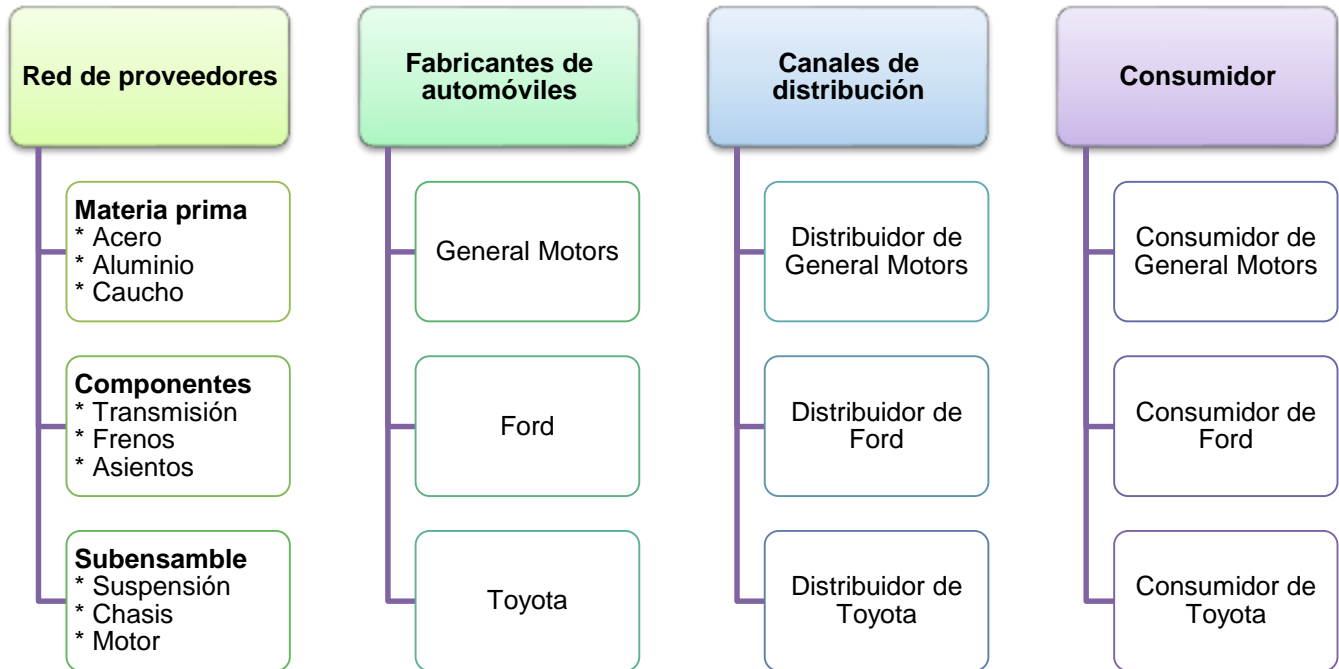 Red de proveedores
Materia prima
* Acero
* Aluminio
* Caucho
Componentes
* Transmisión
* Frenos
* Asientos
Subensamble
* Suspensión
* Chasis
* Motor
Fabricantes de
automóviles
General Motors
Ford
Toyota
Canales de
distribución
Distribuidor de
General Motors
Distribuidor de
Ford
Distribuidor de
Toyota
Consumidor
Consumidor de
General Motors
Consumidor de
Ford
Consumidor de
Toyota